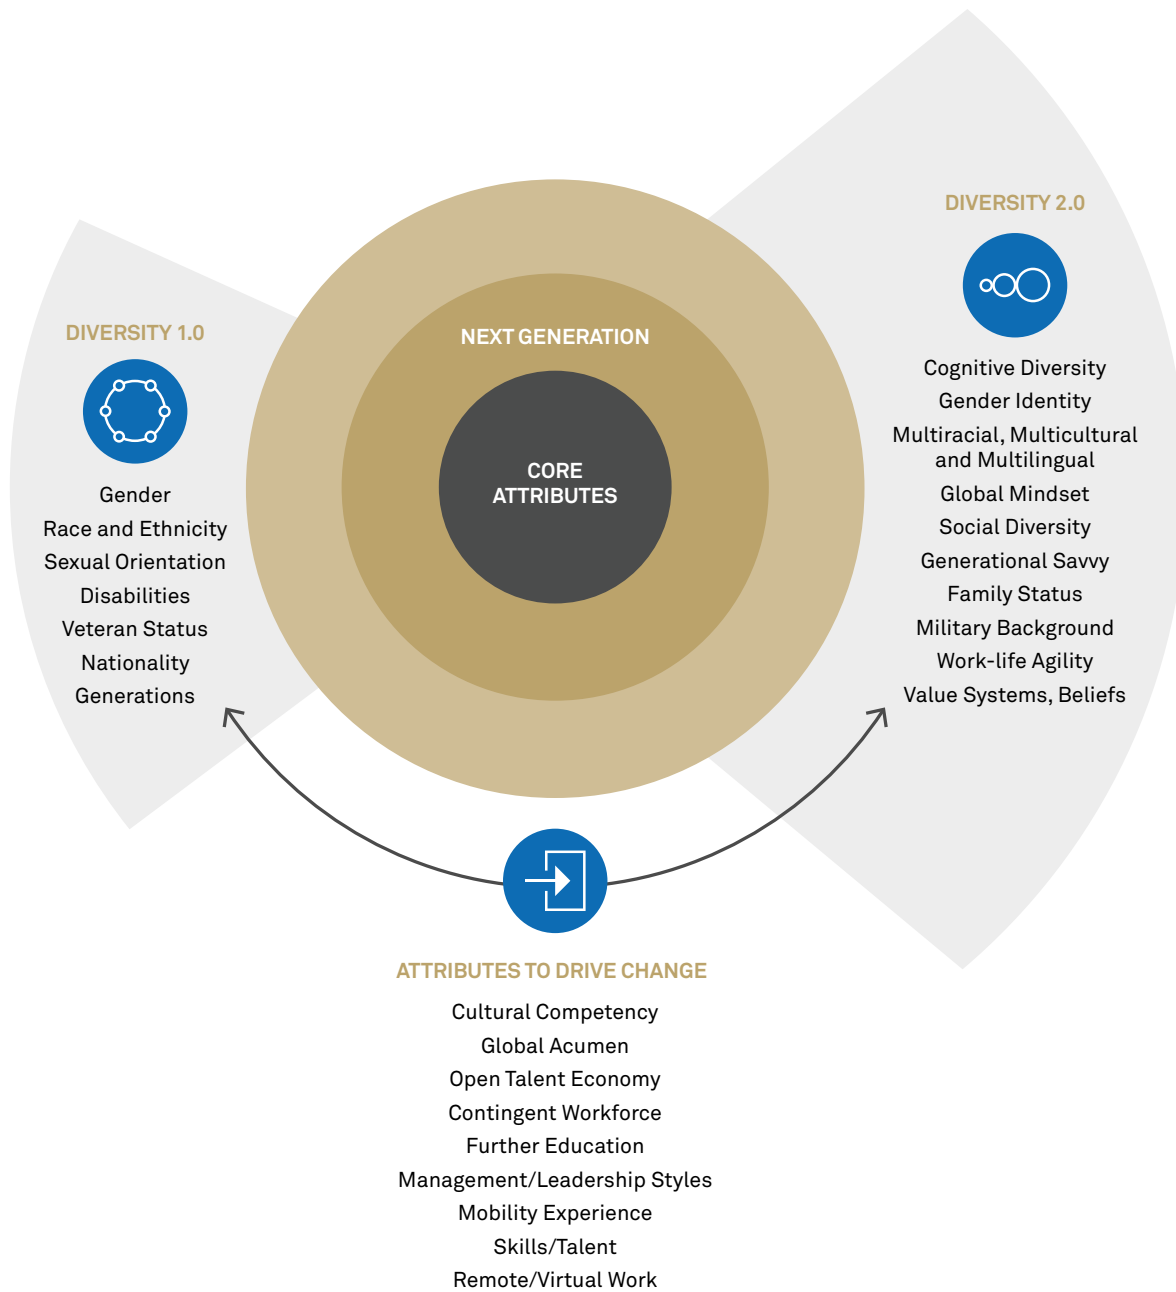 DIVERSITY 1.0
Gender
Race and Ethnicity
Sexual Orientation
Disabilities
Veteran Status
Nationality
Generations
NEXT GENERATION
CORE
ATTRIBUTES
DIVERSITY 2.0
Cognitive Diversity
Gender Identity
Multiracial, Multicultural
and Multilingual
Global Mindset
Social Diversity
Generational Savvy
Family Status
Military Background
Work-life Agility
Value Systems, Beliefs
ATTRIBUTES TO DRIVE CHANGE
Cultural Competency
Global Acumen
Open Talent Economy
Contingent Workforce
Further Education
Management/Leadership Styles
Mobility Experience
Skills/Talent
Remote/Virtual Work